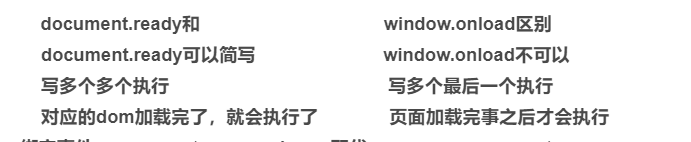 document.ready和 window.onload区别
document.ready可以简写 window.onload不可以
写多个多个执行 写多个最后一个执行
对应的dom加载完了，就会执行了 页面加载完事之后才会执行